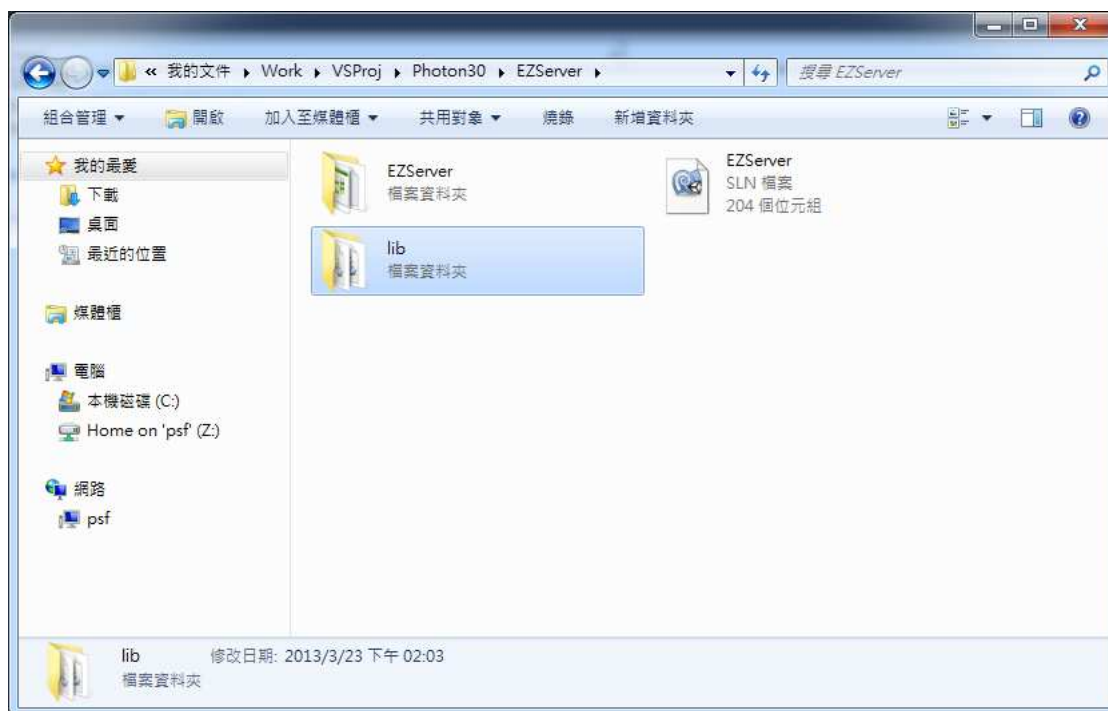 « 我的文件 ▸ Work ▸ VSProj ▸ Photon30 ▸ EZServer ▸
搜尋 EZServer
組合管理 開啟 加入至媒體櫃 共用對象 燒錄 新增資料夾
我的最愛
下載
桌面
最近的位置
媒體櫃
電腦
本機磁碟 (C:)
Home on 'psf' (Z:)
網路
psf
EZServer
檔案資料夾
EZServer
SLN 檔案
204 個位元組
lib
檔案資料夾
lib 修改日期: 2013/3/23 下午 02:03
檔案資料夾